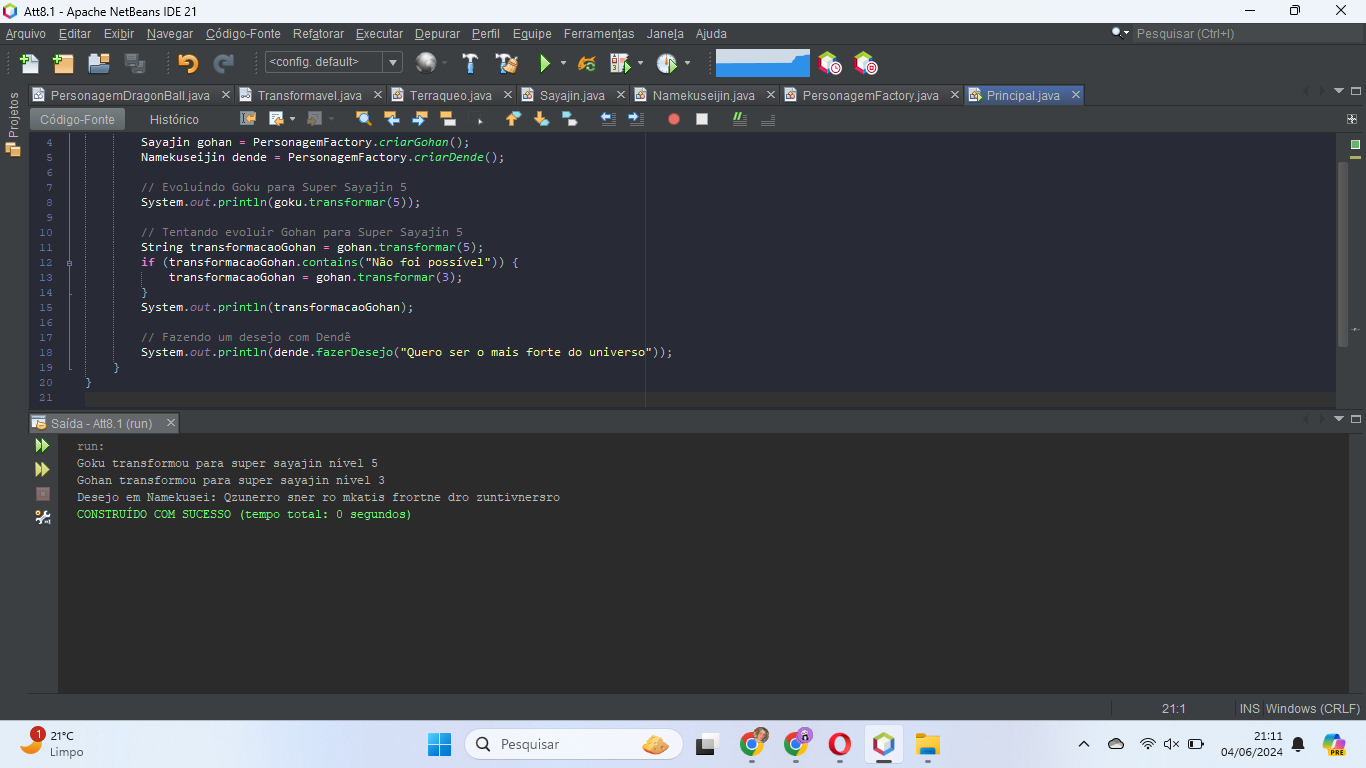 Att8.1 - Apache NetBeans IDE 21
Arquivo Editar Exibir Navegar Código-Fonte Refatorar Executar Depurar Perfil Equipe Ferramentas Janela Ajuda
Pesquisar (Ctrl+I)
<config. default>
Projetos
PersonagemDragonBall.java Transformavel.java Terraqueo.java Sayajin.java Namekuseijin.java PersonagemFactory.java Principal.java
Código-Fonte Histórico
4 Sayajin gohan = PersonagemFactory.criarGohan();
5 Namekuseijin dende = PersonagemFactory.criarDende();
6
7 // Evoluindo Goku para Super Sayajin 5
8 System.out.println(goku.transformar(5));
9
10 // Tentando evoluir Gohan para Super Sayajin 5
11 String transformacaoGohan = gohan.transformar(5);
12 if (transformacaoGohan.contains("Não foi possível")) {
13 transformacaoGohan = gohan.transformar(3);
14 }
15 System.out.println(transformacaoGohan);
16
17 // Fazendo um desejo com Dendê
18 System.out.println(dende.fazerDesejo("Quero ser o mais forte do universo"));
19 }
20 }
21
Saída - Att8.1 (run)
run:
Goku transformou para super sayajin nível 5
Gohan transformou para super sayajin nível 3
Desejo em Namekusei: Qzunerro sner ro mkatis frortne dro zuntivnersro
CONSTRUÍDO COM SUCESSO (tempo total: 0 segundos)
21:1 INS Windows (CRLF)
1
21°C
Limpo
Pesquisar
21:11
04/06/2024
PRE